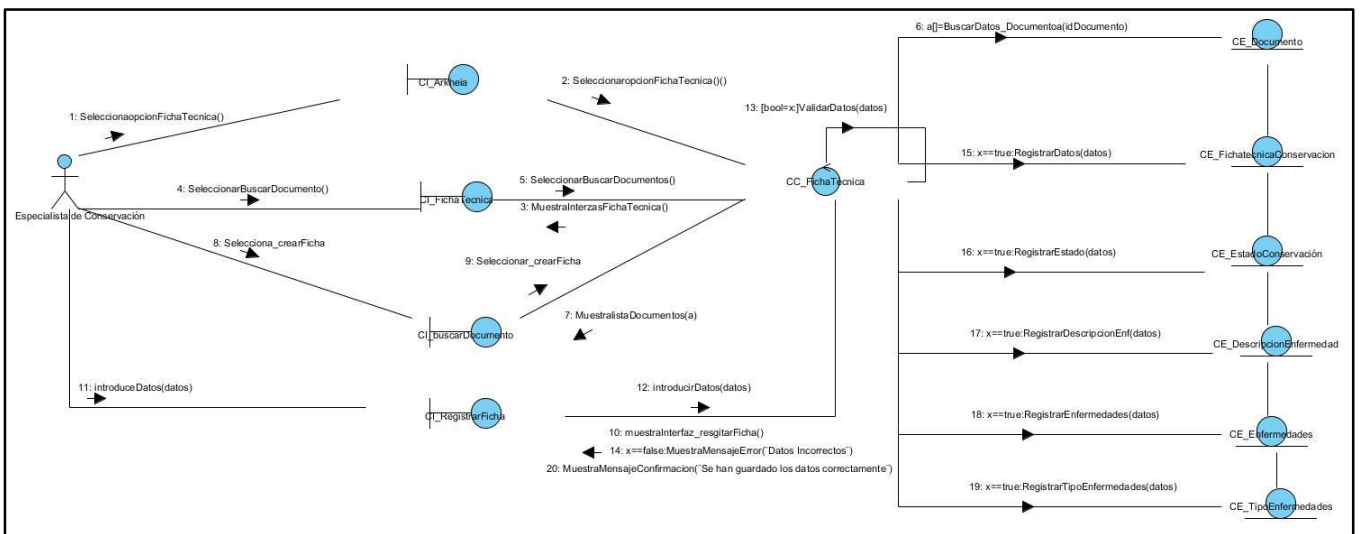 6: a[]=BuscarDatos_Documentoa(idDocumento)
CE_Documento
CI_Arkheia
2: SeleccionaropcionFichaTecnica()()
13: [bool=x:]ValidarDatos(datos)
1: SeleccionaopcionFichaTecnica()
15: x==true:RegistrarDatos(datos)
CE_FichatecnicaConservacion
CC_FichaTecnica
4: SeleccionarBuscarDocumento()
5: SeleccionarBuscarDocumentos()
CI_FichaTecnica
3: MuestraInterzasFichaTecnica()
Especialista de Conservación
8: Selecciona_crearFicha
16: x==true:RegistrarEstado(datos)
CE_EstadoConservación
9: Seleccionar_crearFicha
7: MuestralistaDocumentos(a)
CI_buscarDocumento
17: x==true:RegistrarDescripcionEnf(datos)
CE_DescripcionEnfermedad
11: introduceDatos(datos)
12: introducirDatos(datos)
CI_RegistrarFicha
18: x==true:RegistrarEnfermedades(datos)
CE_Enfermedades
10: muestraInterfaz_resgitarFicha()
14: x==false:MuestraMensajeError(¨Datos Incorrectos¨)
20: MuestraMensajeConfirmacion(¨Se han guardado los datos correctamente¨)
19: x==true:RegistrarTipoEnfermedades(datos)
CE_TipoEnfermedades